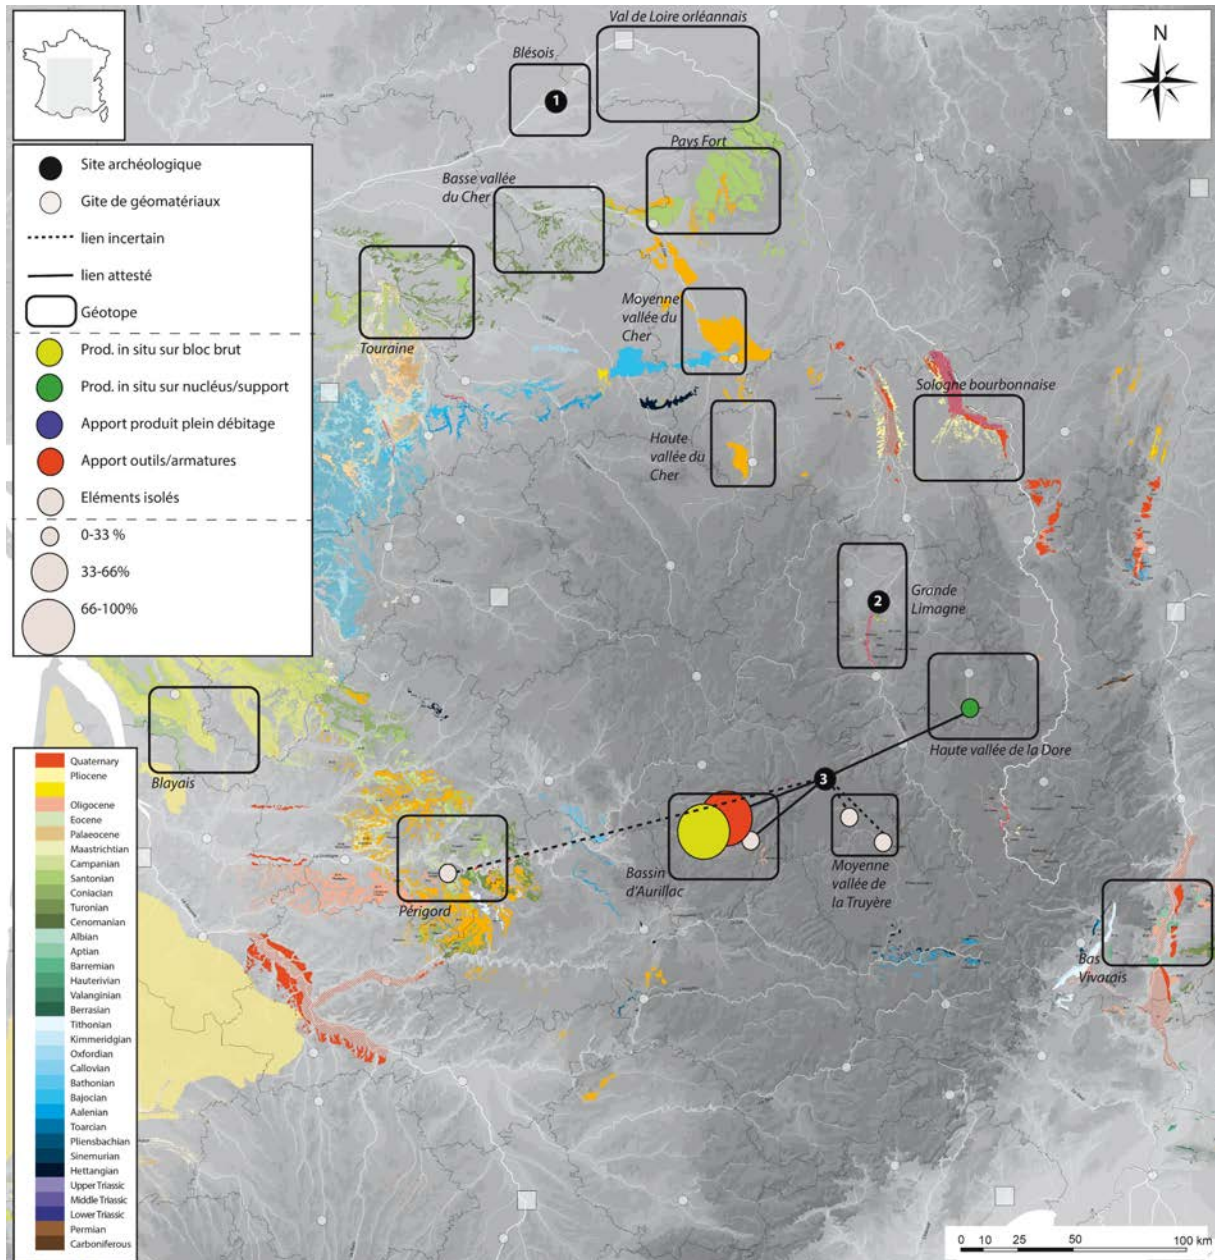 Val de Loire orléannais
Blésois
N
1
Site archéologique
Gite de géomatériaux
lien incertain
lien attesté
Géotope
Prod. in situ sur bloc brut
Prod. in situ sur nucléus/support
Apport produit plein débitage
Apport outils/armatures
Eléments isolés
0-33 %
33-66%
66-100%
Pays Fort
Basse vallée
du Cher
Touraine
Moyenne
vallée du
Cher
Sologne bourbonnaise
Haute
vallée du
Cher
2
Grande
Limagne
Haute vallée de la Dore
Blayais
3
Bassin
d'Aurillac
Moyenne
vallée de
la Truyère
Périgord
Bas
Vivarais
Quaternary
Pliocene
Oligocene
Eocene
Palaeocene
Maastrichtian
Campanian
Santonian
Coniacian
Turonian
Cenomanian
Albian
Aptian
Barremian
Hauterivian
Valanginian
Berrasian
Tithonian
Kimmeridgian
Oxfordian
Callovian
Bathonian
Bajocian
Aalenian
Toarcian
Pliensbachian
Sinemurian
Hettangian
Upper Triassic
Middle Triassic
Lower Triassic
Permian
Carboniferous
0 10 25 50 100 km